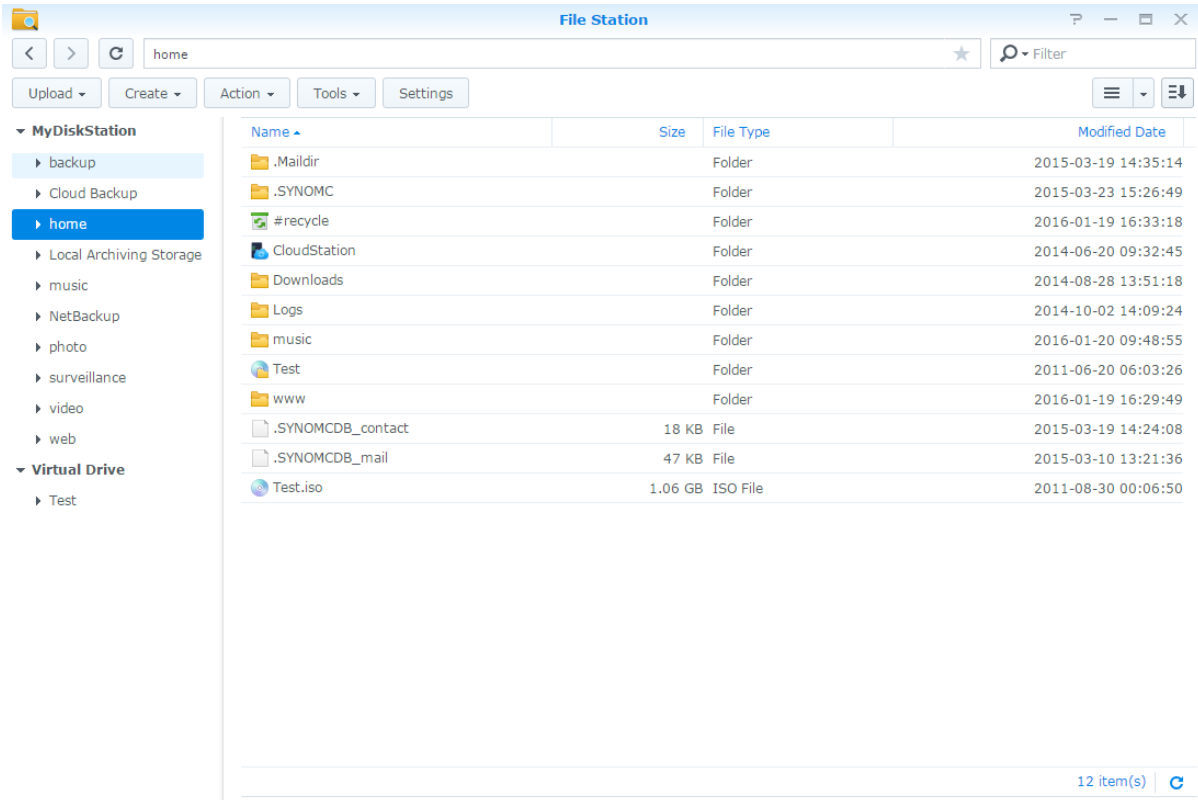 File Station
home
Filter
Upload Create Action Tools Settings
MyDiskStation
backup
Cloud Backup
home
Local Archiving Storage
music
NetBackup
photo
surveillance
video
web
Virtual Drive
Test
Name Size File Type Modified Date
.Maildir Folder 2015-03-19 14:35:14
.SYNOMC Folder 2015-03-23 15:26:49
#recycle Folder 2016-01-19 16:33:18
CloudStation Folder 2014-06-20 09:32:45
Downloads Folder 2014-08-28 13:51:18
Logs Folder 2014-10-02 14:09:24
music Folder 2016-01-20 09:48:55
Test Folder 2011-06-20 06:03:26
www Folder 2016-01-19 16:29:49
.SYNOMCDB_contact 18 KB File 2015-03-19 14:24:08
.SYNOMCDB_mail 47 KB File 2015-03-10 13:21:36
Test.iso 1.06 GB ISO File 2011-08-30 00:06:50
12 item(s)